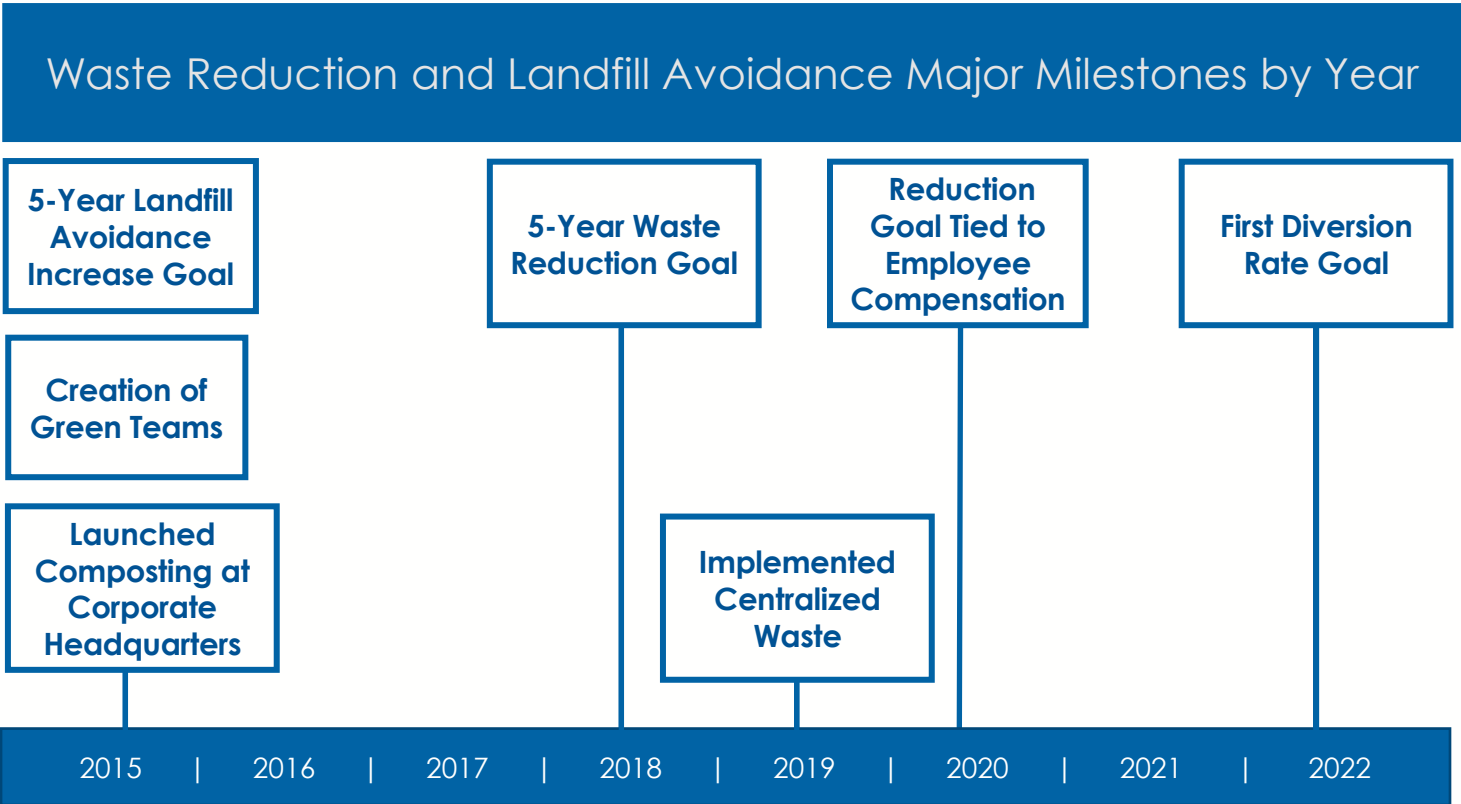 Waste Reduction and Landfill Avoidance Major Milestones by Year
5-Year Landfill
Avoidance
Increase Goal
Creation of
Green Teams
Launched
Composting at
Corporate
Headquarters
5-Year Waste
Reduction Goal
Implemented
Centralized
Waste
Reduction
Goal Tied to
Employee
Compensation
First Diversion
Rate Goal
2015 | 2016 | 2017 | 2018 | 2019 | 2020 | 2021 | 2022